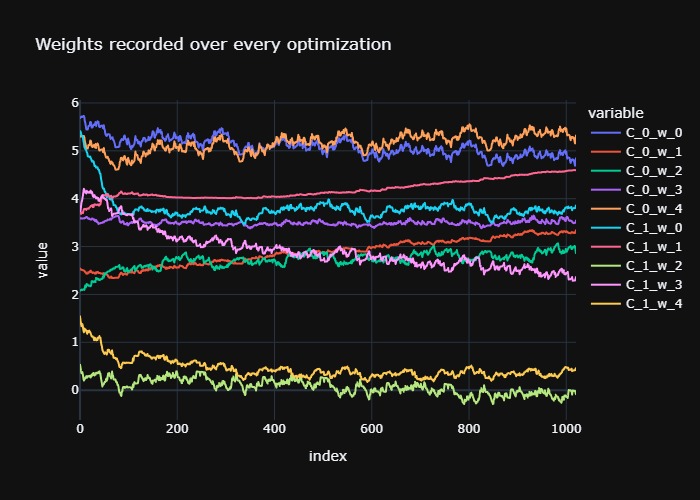 Weights recorded over every optimization
variable
C_0_w_0
C_0_w_1
C_0_w_2
C_0_w_3
C_0_w_4
C_1_w_0
C_1_w_1
C_1_w_2
C_1_w_3
C_1_w_4
value
6
5
4
3
2
1
0
0 200 400 600 800 1000
index